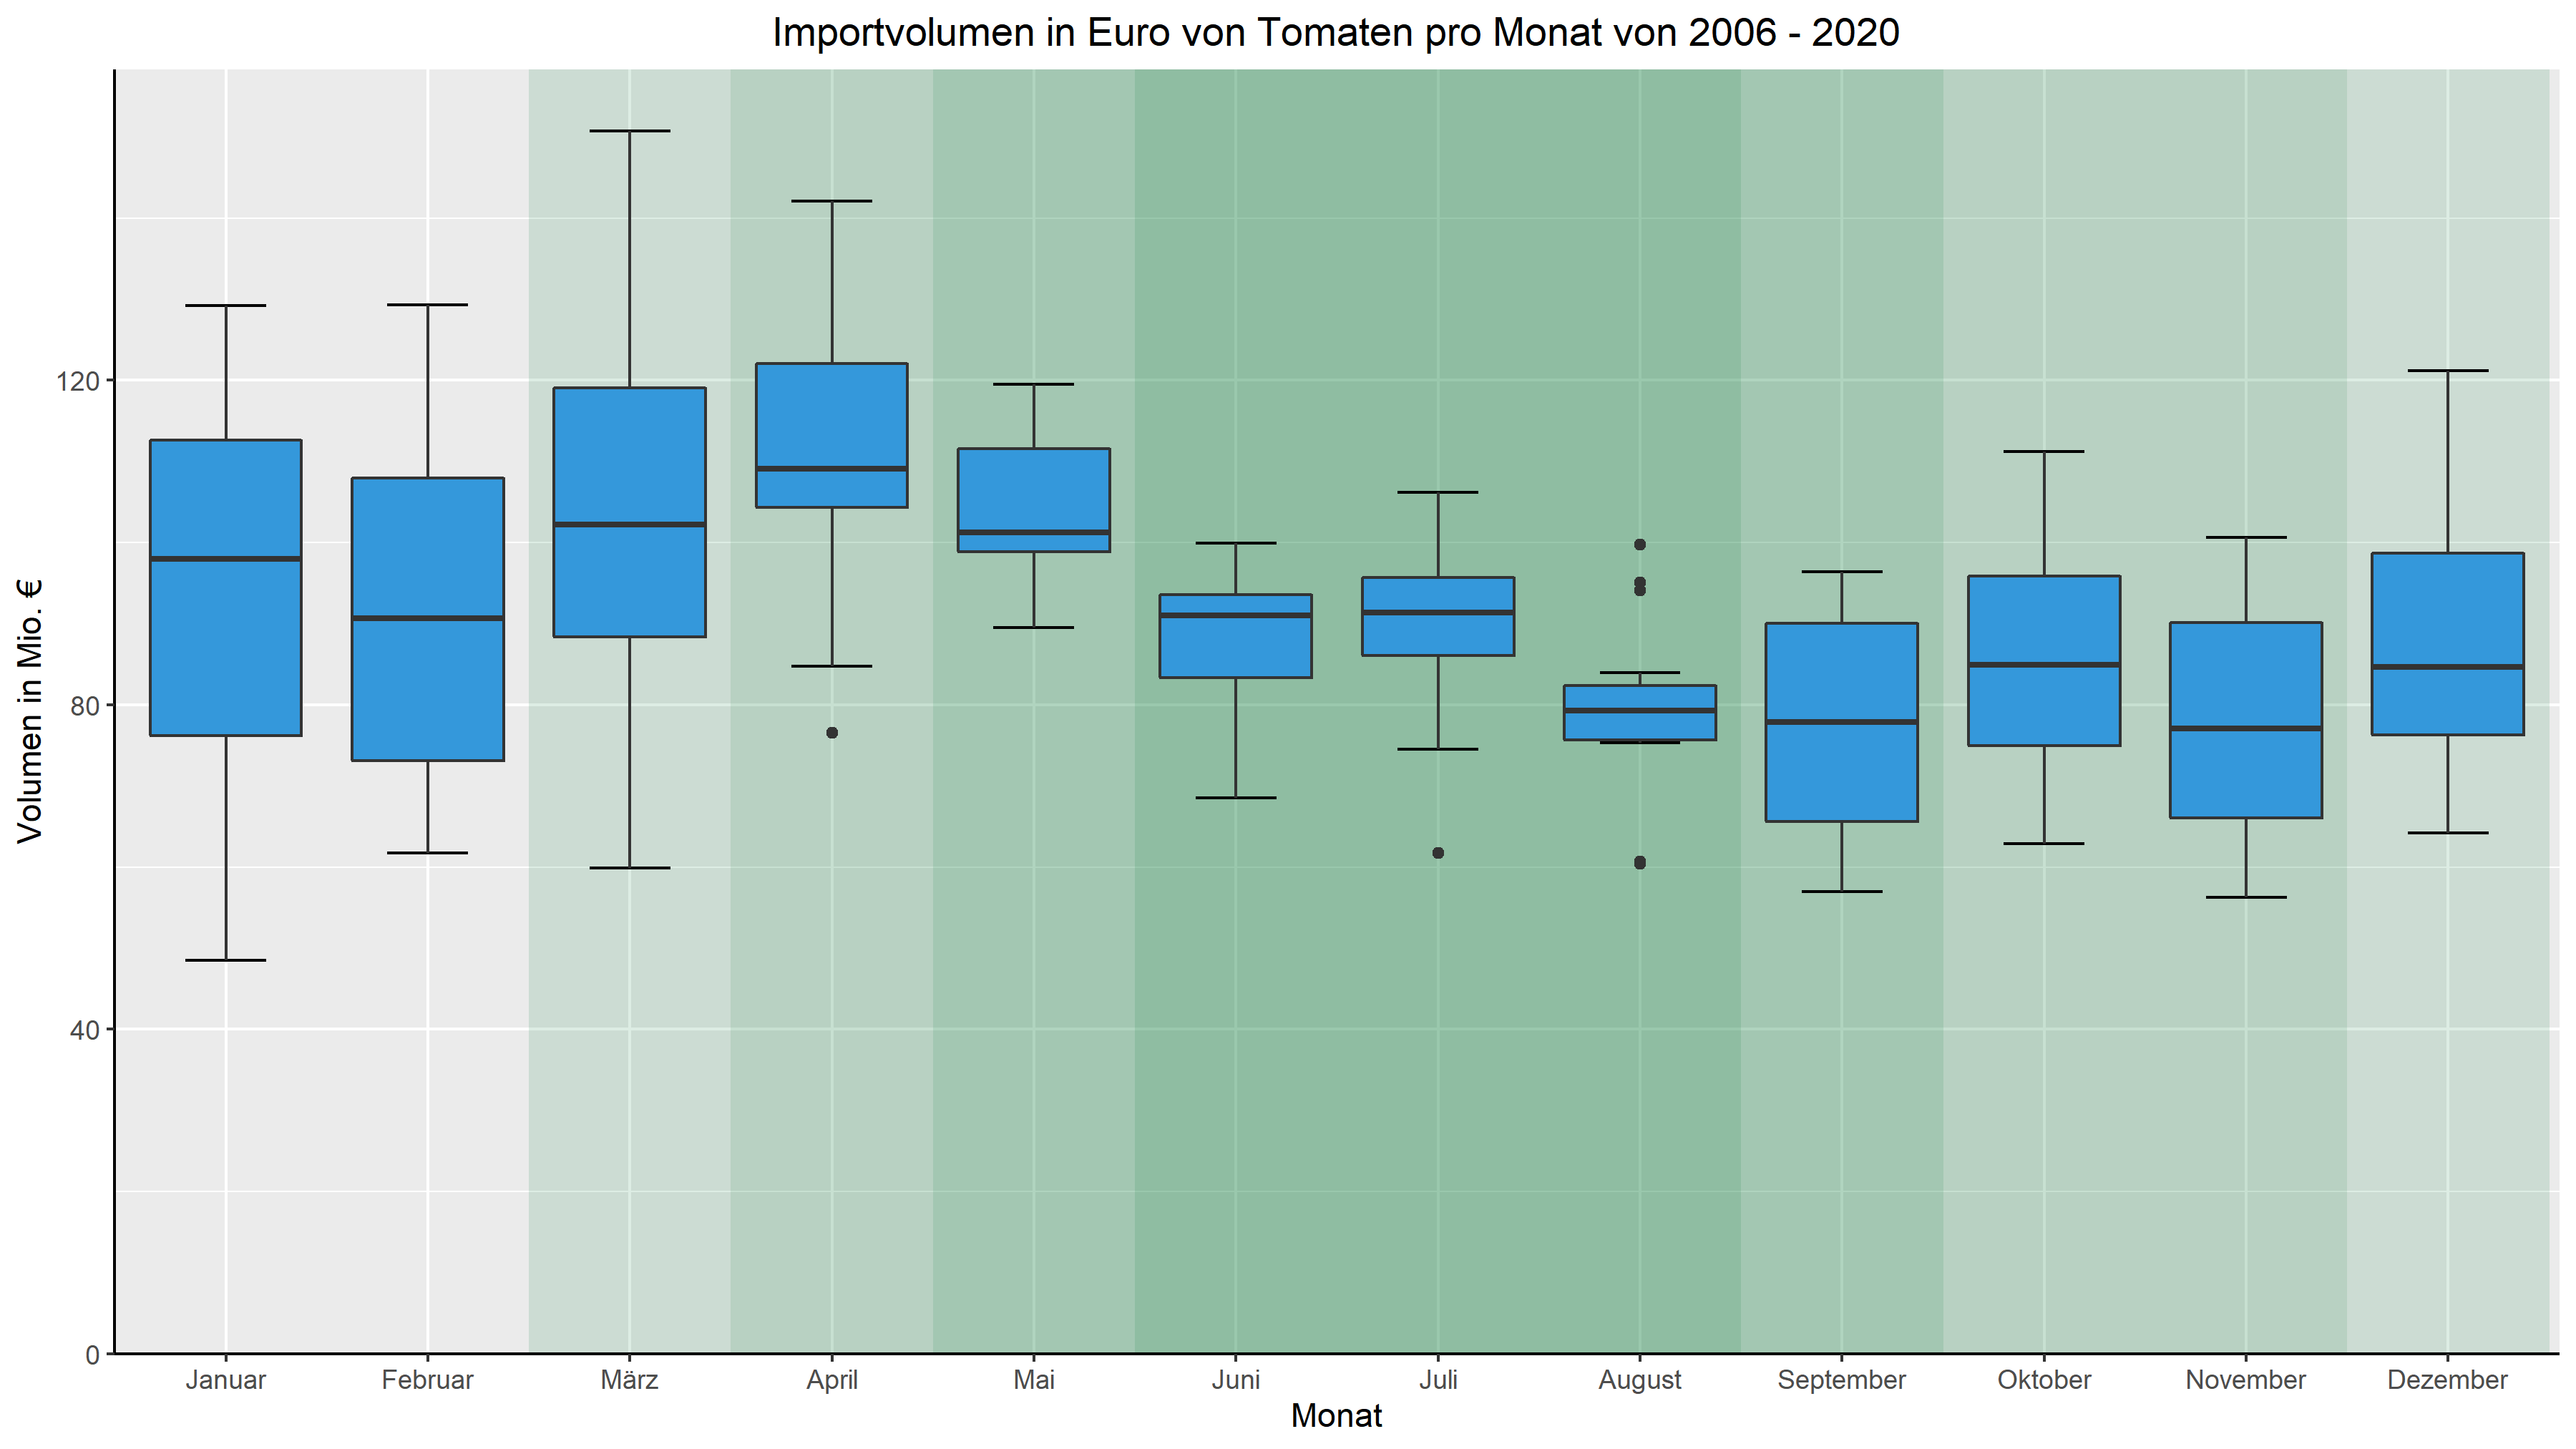 Importvolumen in Euro von Tomaten pro Monat von 2006 - 2020
Volumen in Mio. €
120
80
40
0
Januar Februar März April Mai Juni Juli August September Oktober November Dezember
Monat